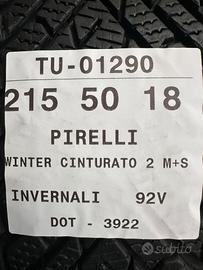 TU-01290
215 50 18
PIRELLI
WINTER CINTURATO 2 M+S
INVERNALI 92V
DOT - 3922
subito